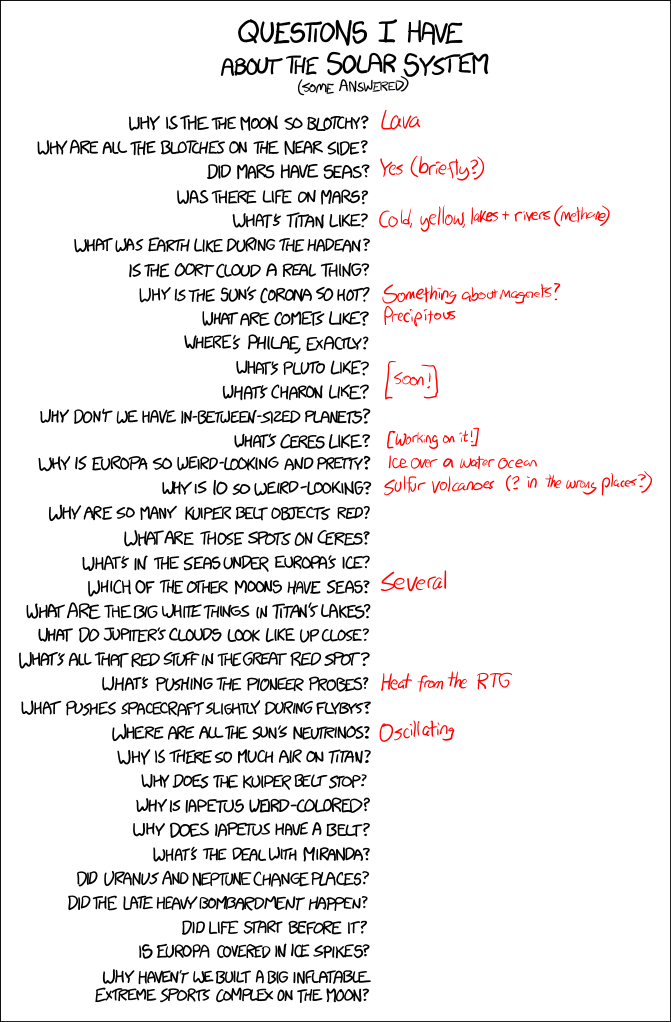 QUESTIONS I HAVE
ABOUT THE SOLAR SYSTEM
(SOME ANSWERED)
WHY IS THE THE MOON SO BLOTCHY? Lava
WHY ARE ALL THE BLOTCHES ON THE NEAR SIDE?
DID MARS HAVE SEAS? Yes (briefly?)
WAS THERE LIFE ON MARS?
WHAT'S TITAN LIKE? Cold, yellow, lakes + rivers (methane)
WHAT WAS EARTH LIKE DURING THE HADEAN?
IS THE OORT CLOUD A REAL THING?
WHY IS THE SUN'S CORONA SO HOT? Something about Magnets?
WHAT ARE COMETS LIKE? Precipitous
WHERE'S PHILAE, EXACTLY?
WHAT'S PLUTO LIKE?
WHAT'S CHARON LIKE? [Soon!]
WHY DON'T WE HAVE IN-BETWEEN-SIZED PLANETS?
WHAT'S CERES LIKE? [Working on it!]
WHY IS EUROPA SO WEIRD-LOOKING AND PRETTY? Ice over a water ocean
WHY IS IO SO WEIRD-LOOKING? Sulfur volcanoes (? in the wrong places?)
WHY ARE SO MANY KUIPER BELT OBJECTS RED?
WHAT ARE THOSE SPOTS ON CERES?
WHAT'S IN THE SEAS UNDER EUROPA'S ICE?
WHICH OF THE OTHER MOONS HAVE SEAS? Several
WHAT ARE THE BIG WHITE THINGS IN TITAN'S LAKES?
WHAT DO JUPITER'S CLOUDS LOOK LIKE UP CLOSE?
WHAT'S ALL THAT RED STUFF IN THE GREAT RED SPOT?
WHAT'S PUSHING THE PIONEER PROBES? Heat from the RTG
WHAT PUSHES SPACECRAFT SLIGHTLY DURING FLYBYS?
WHERE ARE ALL THE SUN'S NEUTRINOS? Oscillating
WHY IS THERE SO MUCH AIR ON TITAN?
WHY DOES THE KUIPER BELT STOP?
WHY IS IAPETUS WEIRD-COLORED?
WHY DOES IAPETUS HAVE A BELT?
WHAT'S THE DEAL WITH MIRANDA?
DID URANUS AND NEPTUNE CHANGE PLACES?
DID THE LATE HEAVY BOMBARDMENT HAPPEN?
DID LIFE START BEFORE IT?
IS EUROPA COVERED IN ICE SPIKES?
WHY HAVEN'T WE BUILT A BIG INFLATABLE
EXTREME SPORTS COMPLEX ON THE MOON?